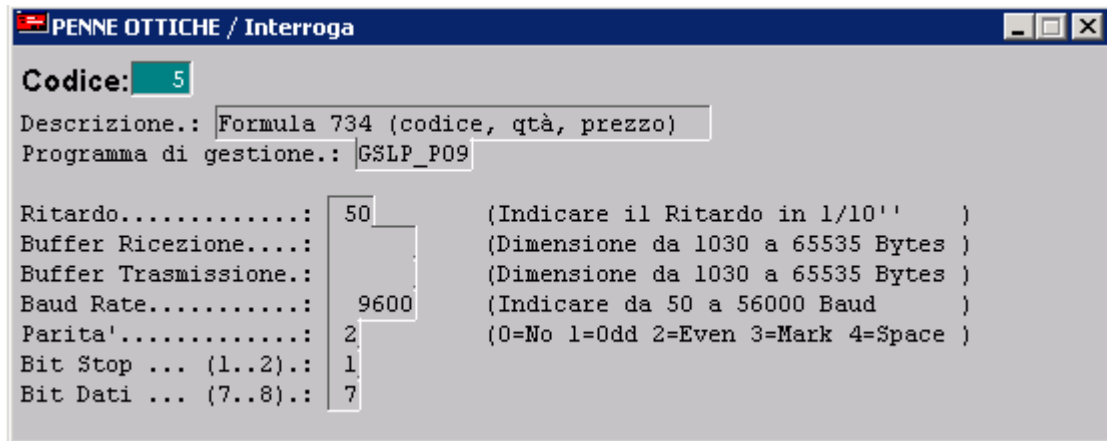 PENNE OTTICHE / Interroga
Codice: 5
Descrizione.: Formula 734 (codice, qtà, prezzo)
Programma di gestione.: GSLP_P09
Ritardo.............: 50 (Indicare il Ritardo in 1/10'' )
Buffer Ricezione....: (Dimensione da 1030 a 65535 Bytes )
Buffer Trasmissione.: (Dimensione da 1030 a 65535 Bytes )
Baud Rate...........: 9600 (Indicare da 50 a 56000 Baud )
Parita'.............: 2 (0=No 1=Odd 2=Even 3=Mark 4=Space )
Bit Stop ... (1..2).: 1
Bit Dati ... (7..8).: 7